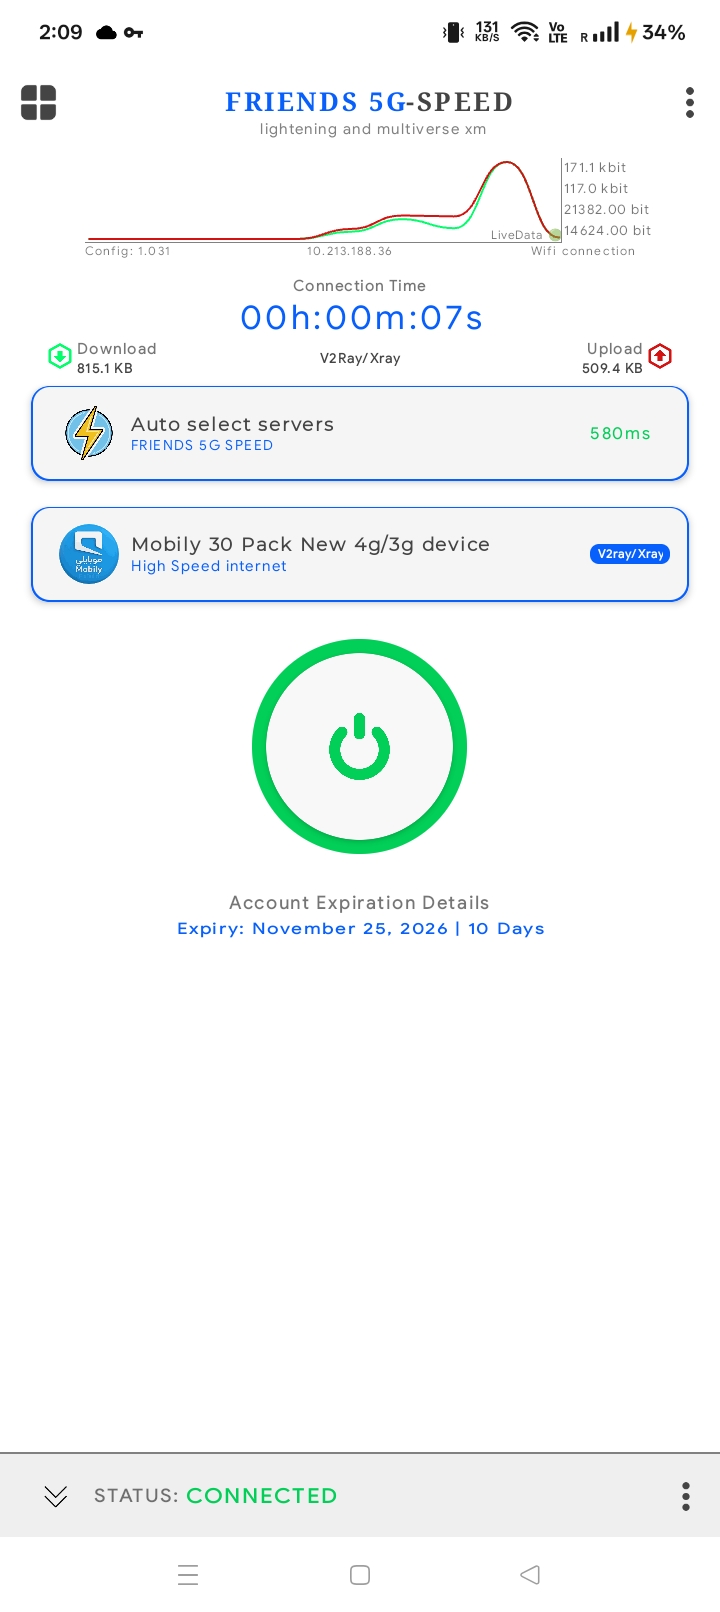 2:09
131 KB/S
Vo LTE
R
34%
FRIENDS 5G-SPEED
lightening and multiverse xm
171.1 kbit
117.0 kbit
21382.00 bit
14624.00 bit
LiveData
Config: 1.031
10.213.188.36
Wifi connection
Connection Time
00h:00m:07s
Download
815.1 KB
V2Ray/Xray
Upload
509.4 KB
Auto select servers
FRIENDS 5G SPEED
580ms
موبايلي
Mobily
Mobily 30 Pack New 4g/3g device
High Speed internet
V2ray/Xray
Account Expiration Details
Expiry: November 25, 2026 | 10 Days
STATUS: CONNECTED